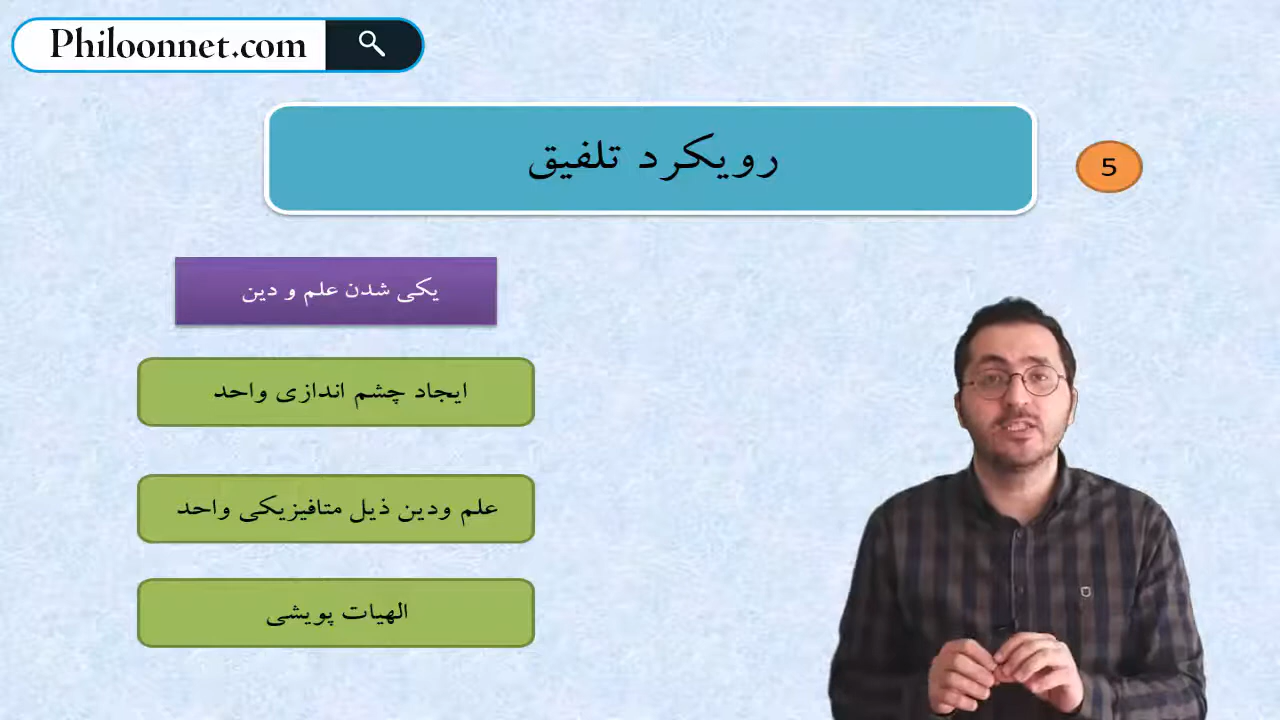 Philoonnet.com
رویکرد تلفیق
5
یکی شدن علم و دین
ایجاد چشم اندازی واحد
علم ودین ذیل متافیزیکی واحد
الهیات پویشی